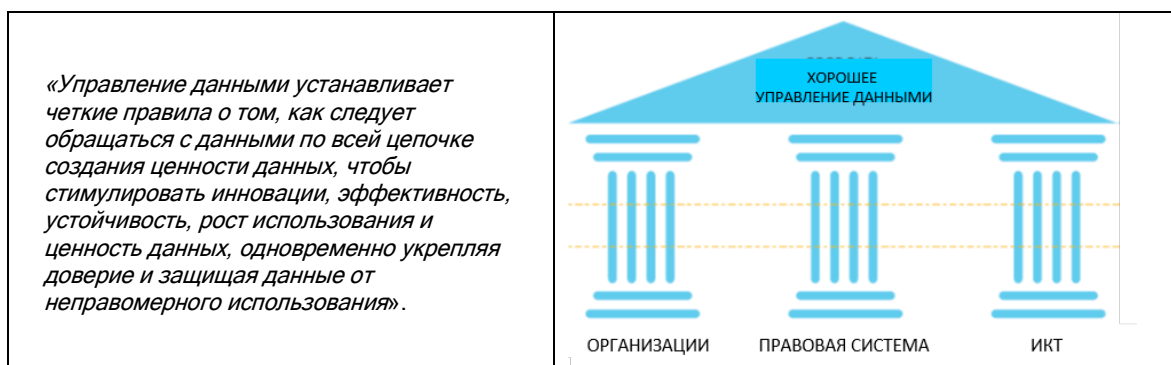 «Управление данными устанавливает
четкие правила о том, как следует
обращаться с данными по всей цепочке
создания ценности данных, чтобы
стимулировать инновации, эффективность,
устойчивость, рост использования и
ценность данных, одновременно укрепляя
доверие и защищая данные от
неправомерного использования».
ХОРОШЕЕ
УПРАВЛЕНИЕ ДАННЫМИ
ОРГАНИЗАЦИИ
ПРАВОВАЯ СИСТЕМА
ИКТ